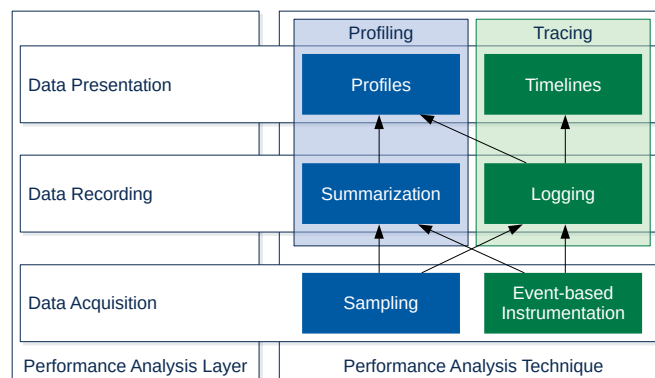 Profiling
Tracing
Data Presentation
Profiles
Timelines
Data Recording
Summarization
Logging
Data Acquisition
Sampling
Event-based
Instrumentation
Performance Analysis Layer
Performance Analysis Technique